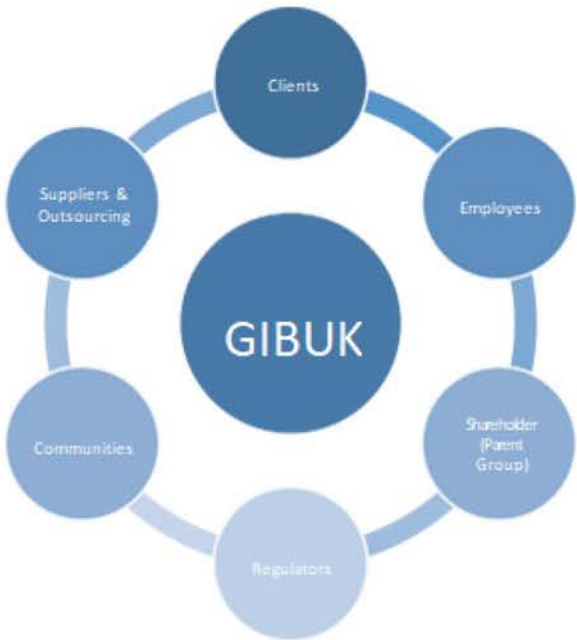 Clients
Suppliers &
Outsourcing
Employees
GIBUK
Communities
Shareholder
(Parent
Group)
Regulators